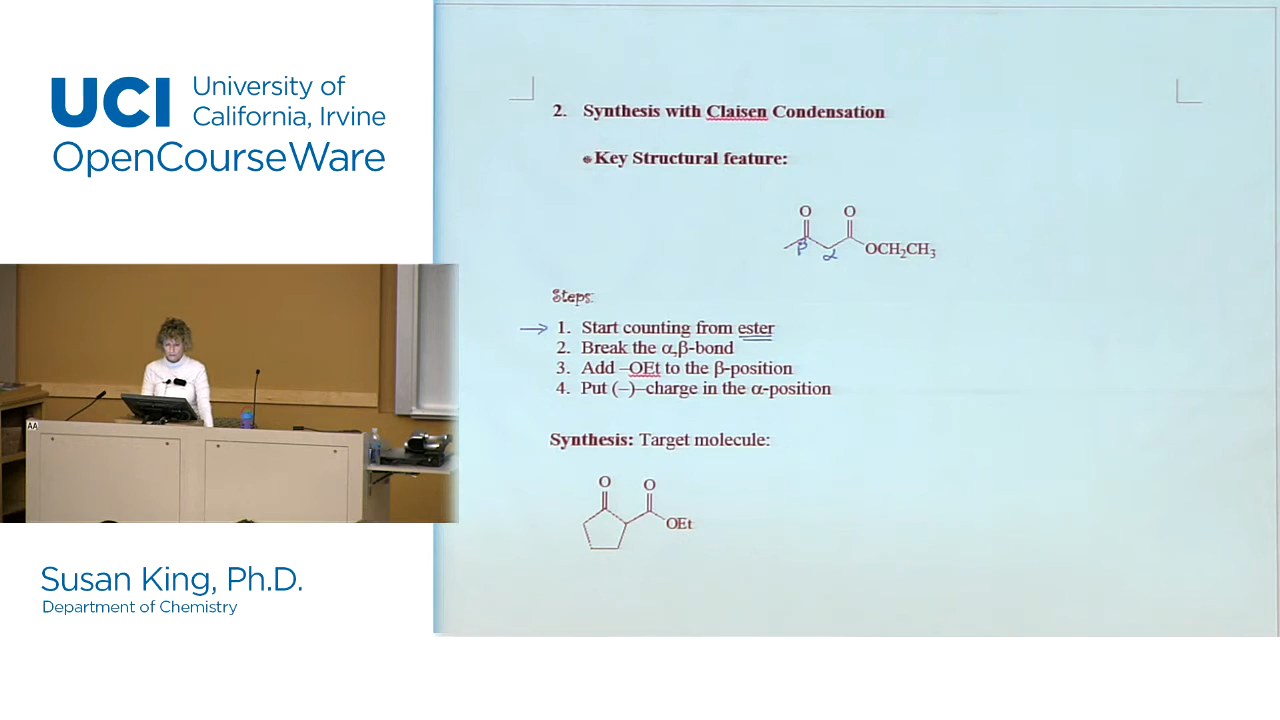 UCI University of
California, Irvine
OpenCourseWare
2. Synthesis with Claisen Condensation
Key Structural feature:
O O
β α OCH₂CH₃
Steps:
→ 1. Start counting from ester
2. Break the α,β-bond
3. Add –OEt to the β-position
4. Put (–)–charge in the α-position
Synthesis: Target molecule:
O O
OEt
AA
Susan King, Ph.D.
Department of Chemistry